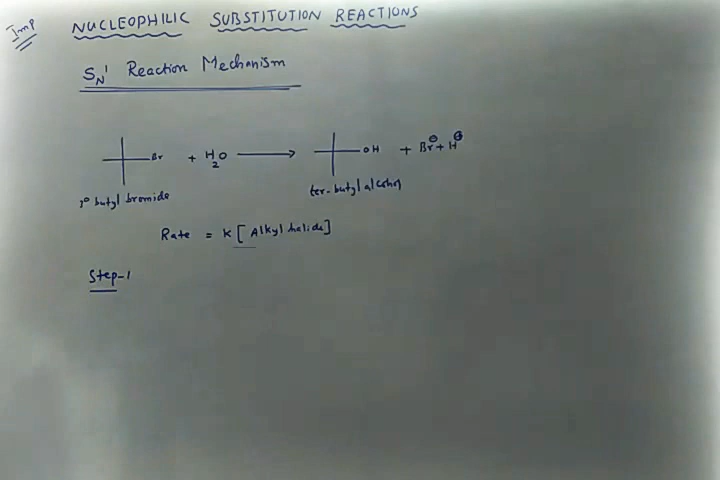 Imp NUCLEOPHILIC SUBSTITUTION REACTIONS
SN1 Reaction Mechanism
Br + H2O ⟶ OH + Br⊖ + H⊕
3° butyl bromide ter-butyl alcohol
Rate = K [Alkyl halide]
Step-1